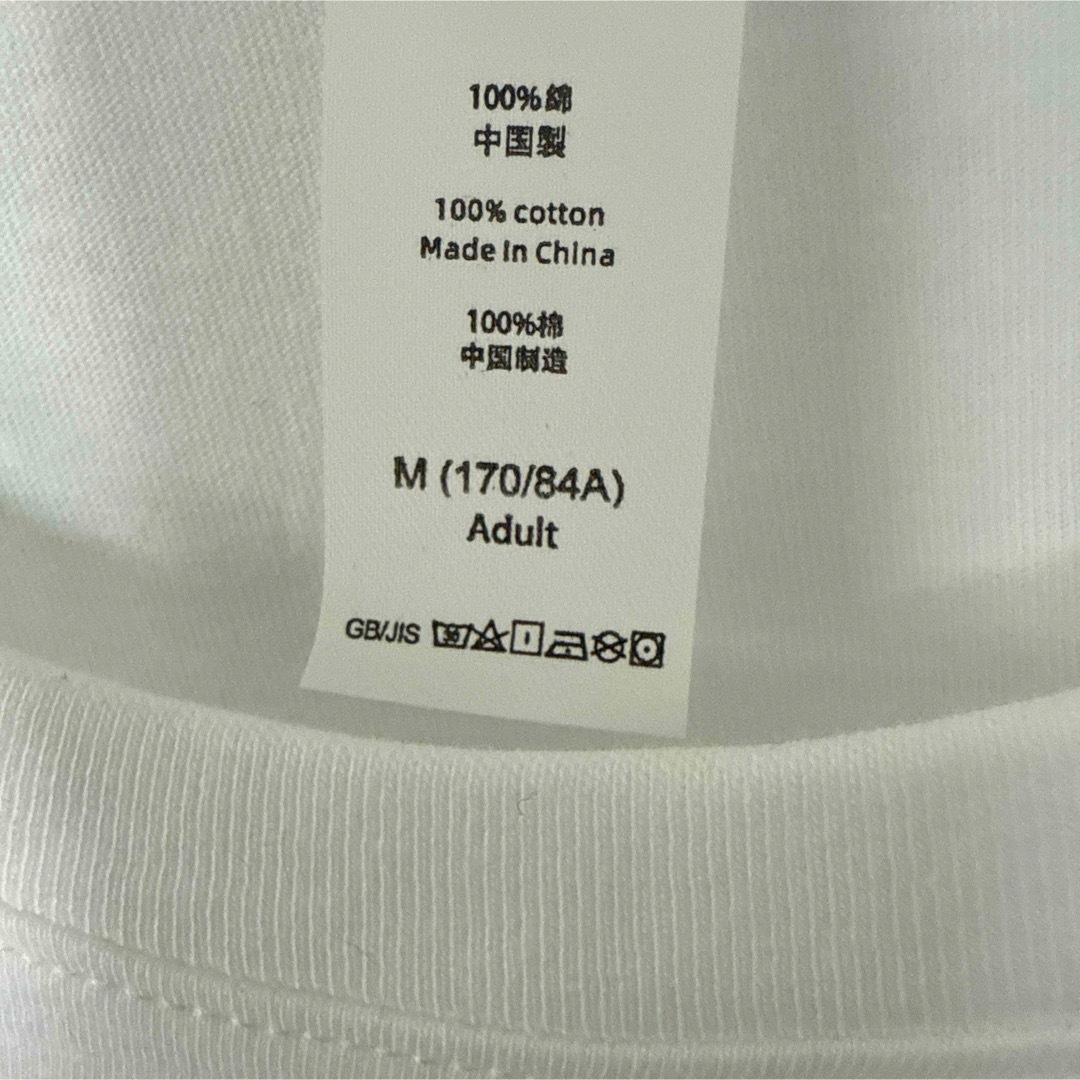 100%綿
中国製
100% cotton
Made In China
100%棉
中国制造
M (170/84A)
Adult
GB/JIS